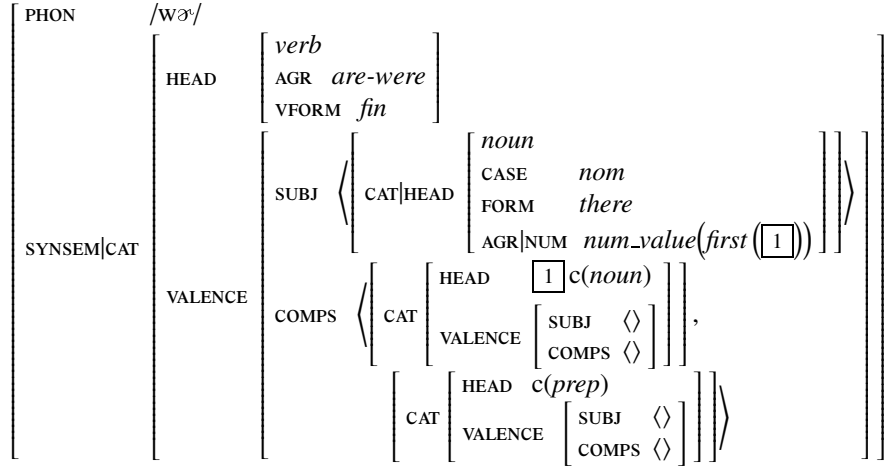 PHON /wɚ/
verb
HEAD AGR are-were
VFORM fin
noun
CASE nom
SUBJ ⟨ CAT|HEAD FORM there ⟩
AGR|NUM num_value(first(1))
SYNSEM|CAT
HEAD 1 c(noun)
VALENCE
COMPS ⟨ CAT SUBJ ⟨⟩ ,
VALENCE
COMPS ⟨⟩
HEAD c(prep)
CAT SUBJ ⟨⟩ ⟩
VALENCE
COMPS ⟨⟩